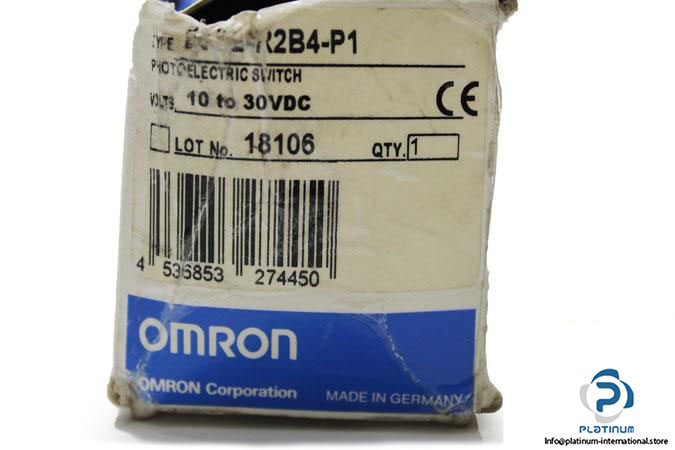 TYPE R2B4-P1
PHOTOELECTRIC SWITCH
VOLTS. 10 to 30VDC
CE
LOT No. 18106 QTY. 1
4 536853 274450
OMRON
OMRON Corporation MADE IN GERMANY
PLATINUM
Info@platinum-international.store